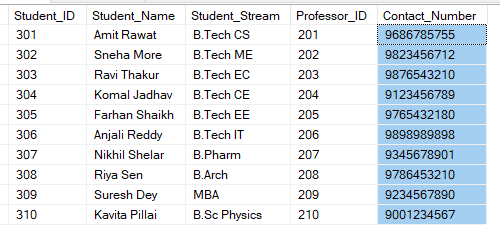 Student_ID Student_Name Student_Stream Professor_ID Contact_Number
301 Amit Rawat B.Tech CS 201 9686785755
302 Sneha More B.Tech ME 202 9823456712
303 Ravi Thakur B.Tech EC 203 9876543210
304 Komal Jadhav B.Tech CE 204 9123456789
305 Farhan Shaikh B.Tech EE 205 9765432180
306 Anjali Reddy B.Tech IT 206 9898989898
307 Nikhil Shelar B.Pharm 207 9345678901
308 Riya Sen B.Arch 208 9786453210
309 Suresh Dey MBA 209 9234567890
310 Kavita Pillai B.Sc Physics 210 9001234567